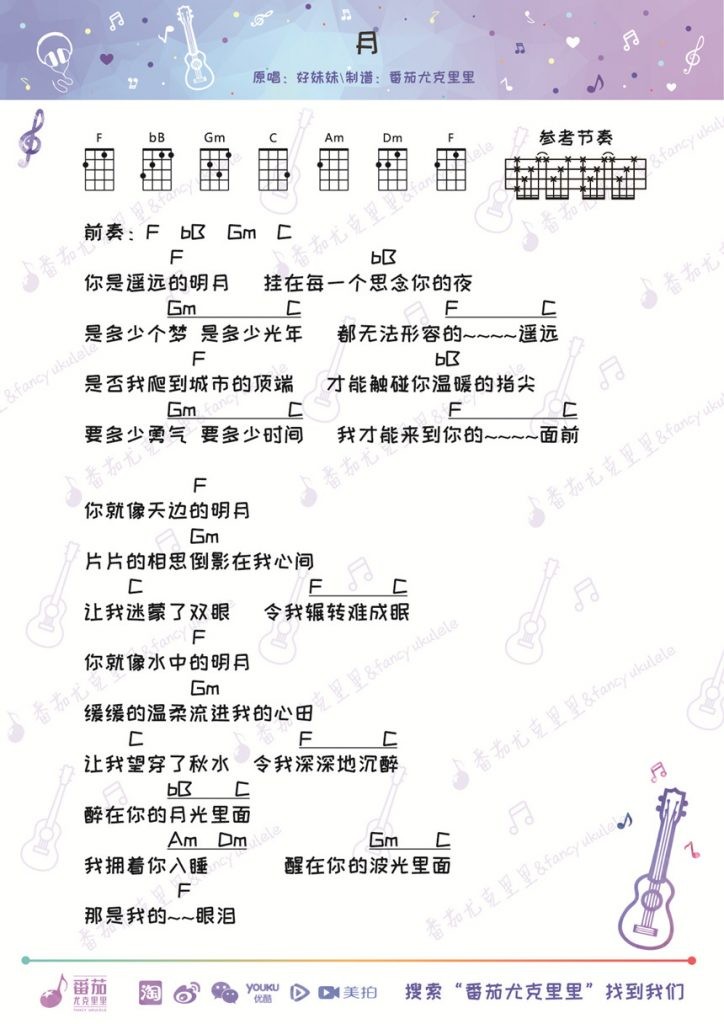 月
原唱：好妹妹\制谱：番茄尤克里里
F bB Gm C Am Dm F 参考节奏
前奏：F bB Gm C
F bB
你是遥远的明月 挂在每一个思念你的夜
Gm C F C
是多少个梦 是多少光年 都无法形容的~~~~遥远
F bB
是否我爬到城市的顶端 才能触碰你温暖的指尖
Gm C F C
要多少勇气 要多少时间 我才能来到你的~~~~面前
F
你就像天边的明月
Gm
片片的相思倒影在我心间
C F C
让我迷蒙了双眼 令我辗转难成眠
F
你就像水中的明月
Gm
缓缓的温柔流进我的心田
C F C
让我望穿了秋水 令我深深地沉醉
bB C
醉在你的月光里面
Am Dm Gm C
我拥着你入睡 醒在你的波光里面
F
那是我的~~眼泪
番茄
尤克里里
FANCY UKULELE
淘
YOUKU
优酷
美拍
搜索“番茄尤克里里”找到我们
番茄尤克里里&fancy ukulele